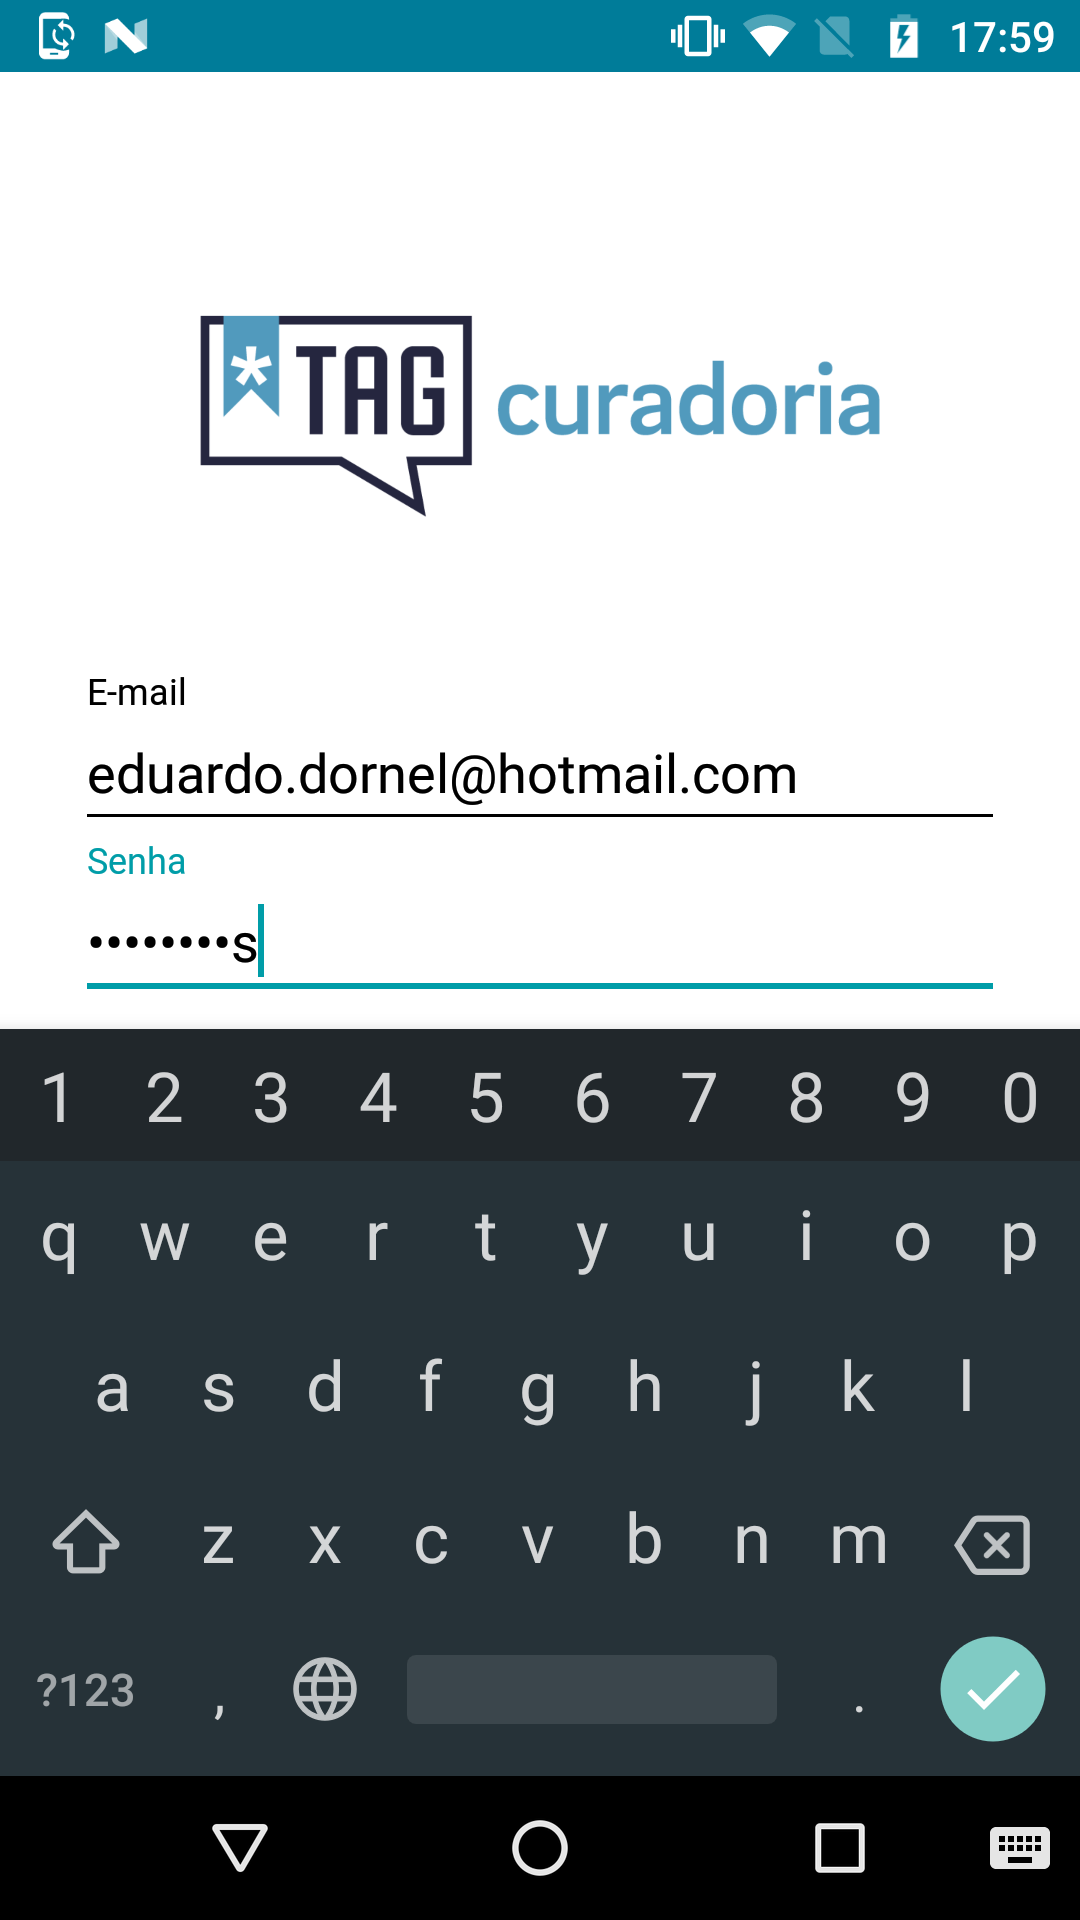 17:59
*TAG curadoria
E-mail
eduardo.dornel@hotmail.com
Senha
••••••••s
1 2 3 4 5 6 7 8 9 0
q w e r t y u i o p
a s d f g h j k l
z x c v b n m
?123 , .